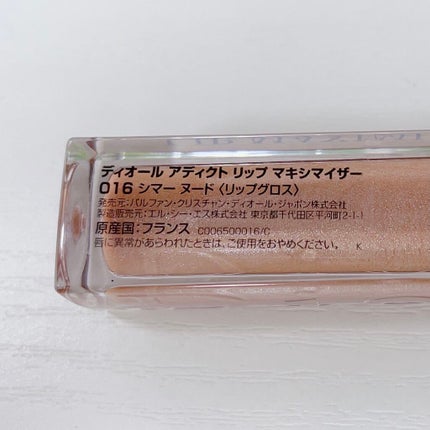 ディオール アディクト リップ マキシマイザー
016 シマー ヌード〈リップグロス〉
発売元:パルファン・クリスチャン・ディオール・ジャポン株式会社
製造販売元:エル・シー・エス株式会社 東京都千代田区平河町2-1-1
原産国:フランス C006500016/C
唇に異常があらわれたときは、ご使用をおやめください。 K